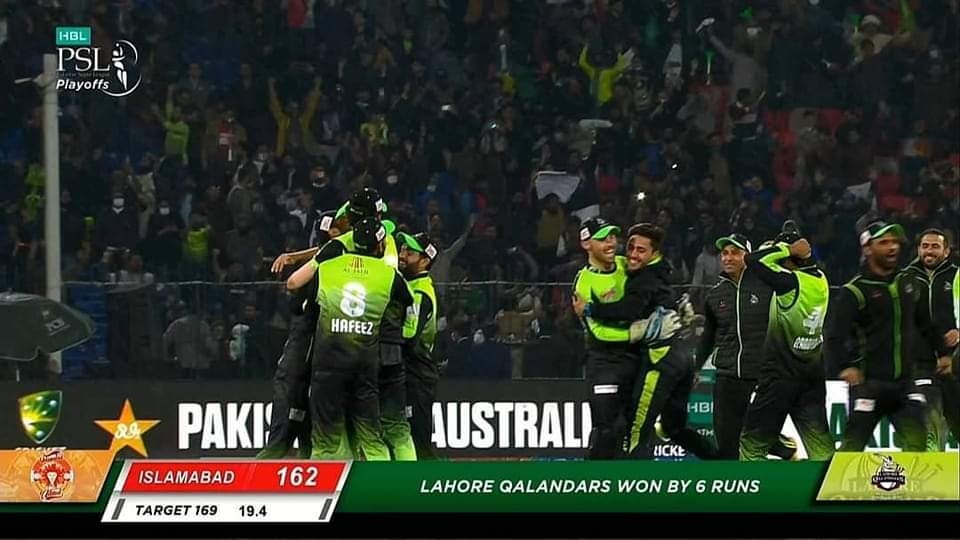 HBL
PSL
Playoffs
8
HAFEEZ
HBL
PAKIS
AUSTRALI
ISLAMABAD 162
TARGET 169 19.4
LAHORE QALANDARS WON BY 6 RUNS